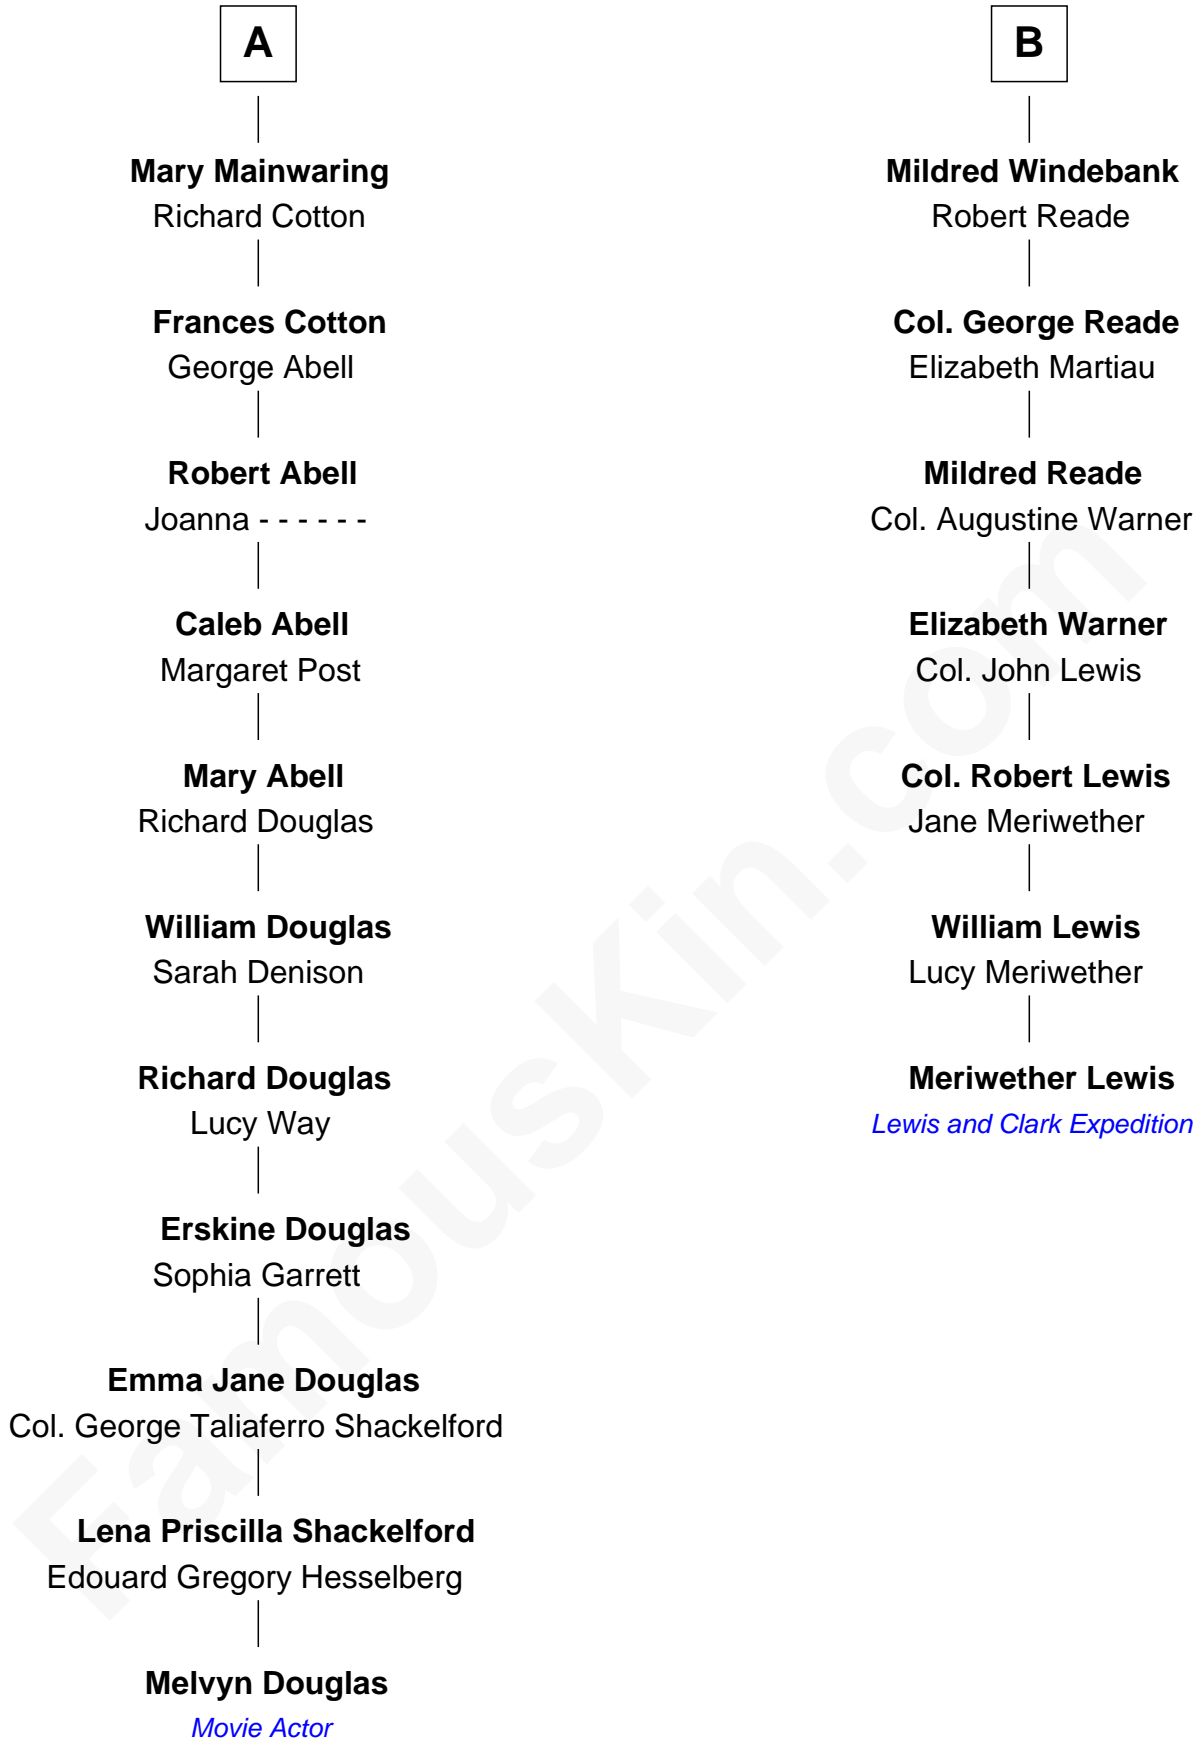 A
Mary Mainwaring
Richard Cotton
Frances Cotton
George Abell
Robert Abell
Joanna - - - - - -
Caleb Abell
Margaret Post
Mary Abell
Richard Douglas
William Douglas
Sarah Denison
Richard Douglas
Lucy Way
Erskine Douglas
Sophia Garrett
Emma Jane Douglas
Col. George Taliaferro Shackelford
Lena Priscilla Shackelford
Edouard Gregory Hesselberg
Melvyn Douglas
Movie Actor
B
Mildred Windebank
Robert Reade
Col. George Reade
Elizabeth Martiau
Mildred Reade
Col. Augustine Warner
Elizabeth Warner
Col. John Lewis
Col. Robert Lewis
Jane Meriwether
William Lewis
Lucy Meriwether
Meriwether Lewis
Lewis and Clark Expedition
FamousKin.com